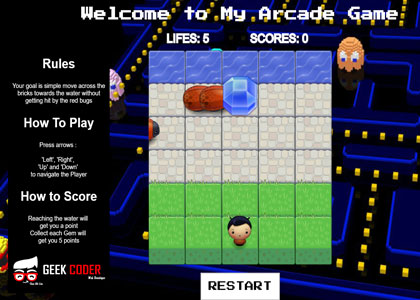 Welcome to My Arcade Game
LIFES: 5
SCORES: 0
Rules
Your goal is simple move across the
bricks towards the water without
getting hit by the red bugs
How To Play
Press arrows :
'Left', 'Right',
'Up' and 'Down'
to navigate the Player
How to Score
Reaching the water will
get you a point
Collect each Gem will
get you 5 points
GEEK CODER
Web Developer
RESTART